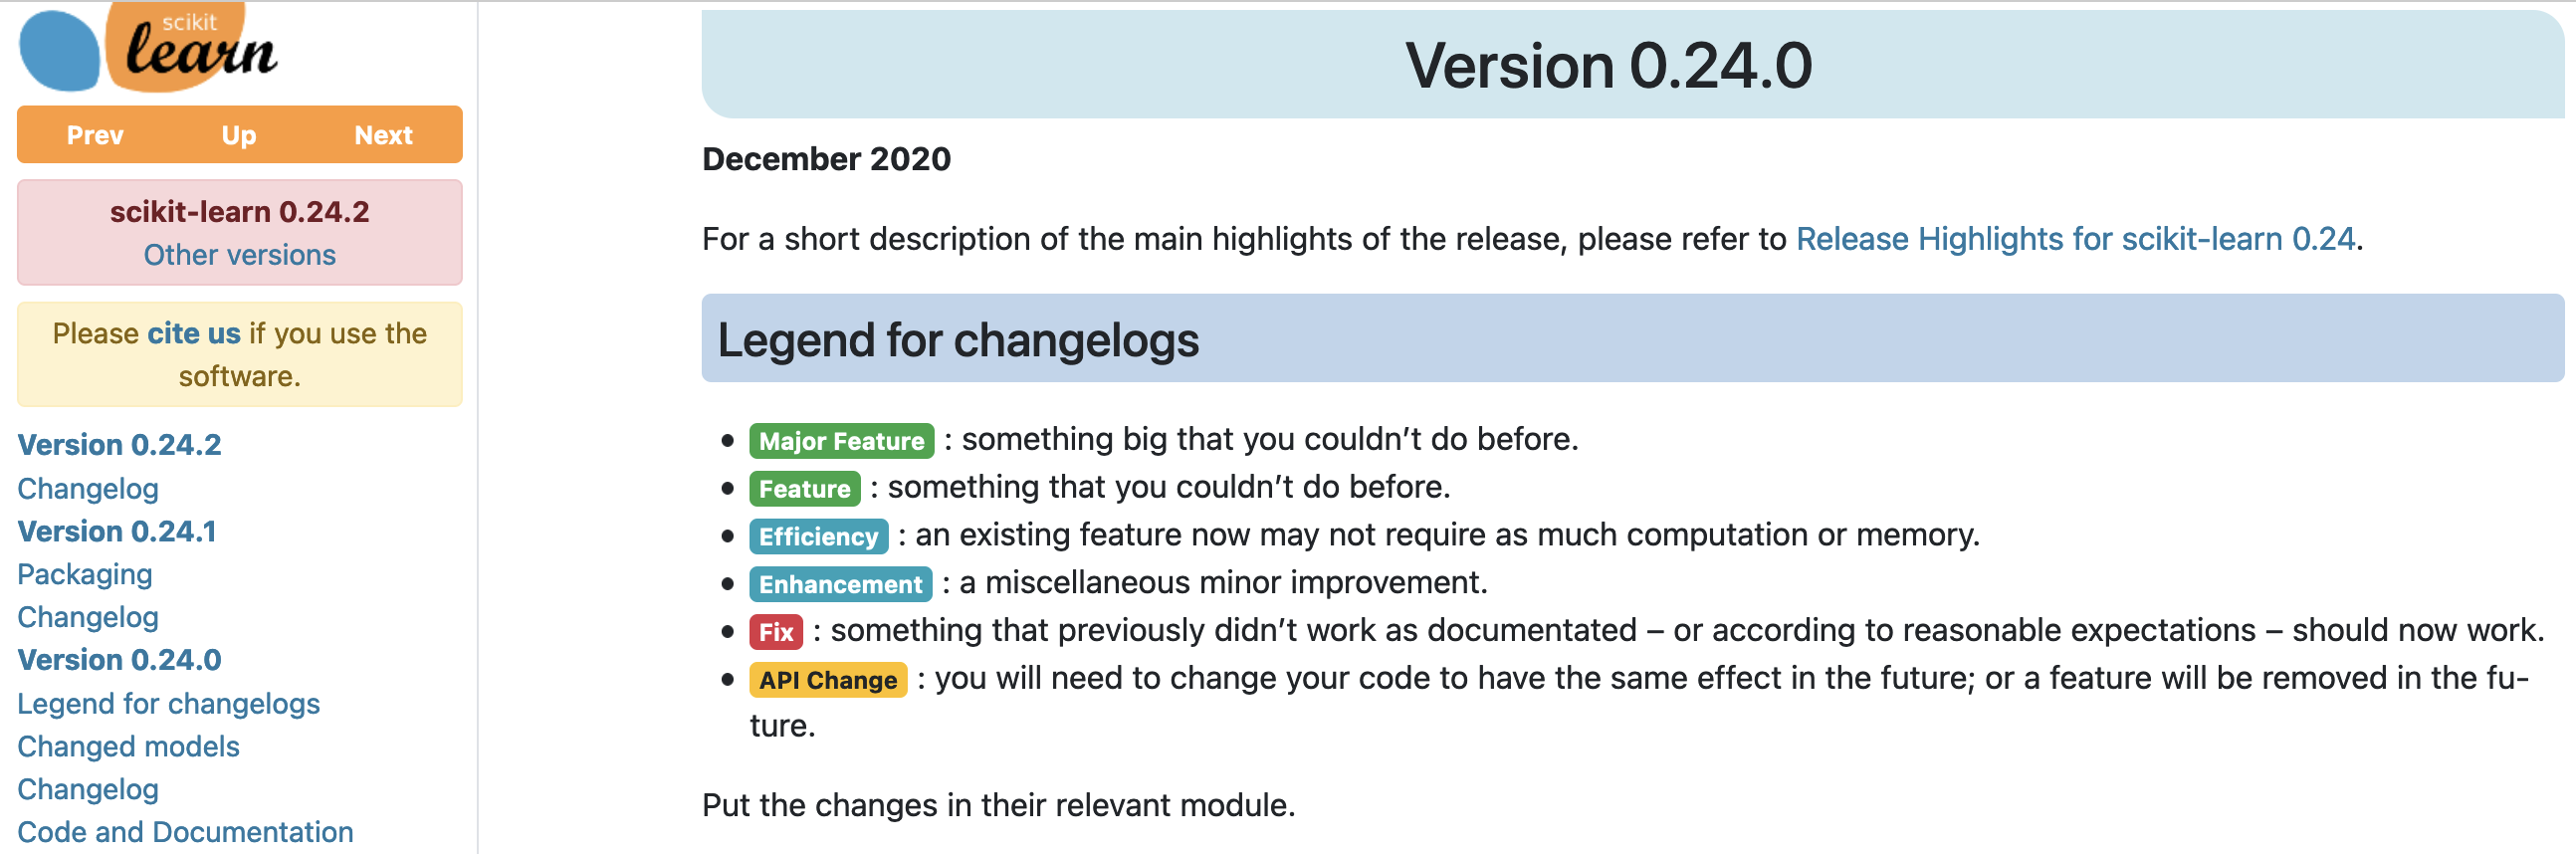 scikit
learn
Prev Up Next
scikit-learn 0.24.2
Other versions
Please cite us if you use the
software.
Version 0.24.2
Changelog
Version 0.24.1
Packaging
Changelog
Version 0.24.0
Legend for changelogs
Changed models
Changelog
Code and Documentation
Version 0.24.0
December 2020
For a short description of the main highlights of the release, please refer to Release Highlights for scikit-learn 0.24.
Legend for changelogs
• Major Feature : something big that you couldn’t do before.
• Feature : something that you couldn’t do before.
• Efficiency : an existing feature now may not require as much computation or memory.
• Enhancement : a miscellaneous minor improvement.
• Fix : something that previously didn’t work as documentated – or according to reasonable expectations – should now work.
• API Change : you will need to change your code to have the same effect in the future; or a feature will be removed in the fu-
ture.
Put the changes in their relevant module.